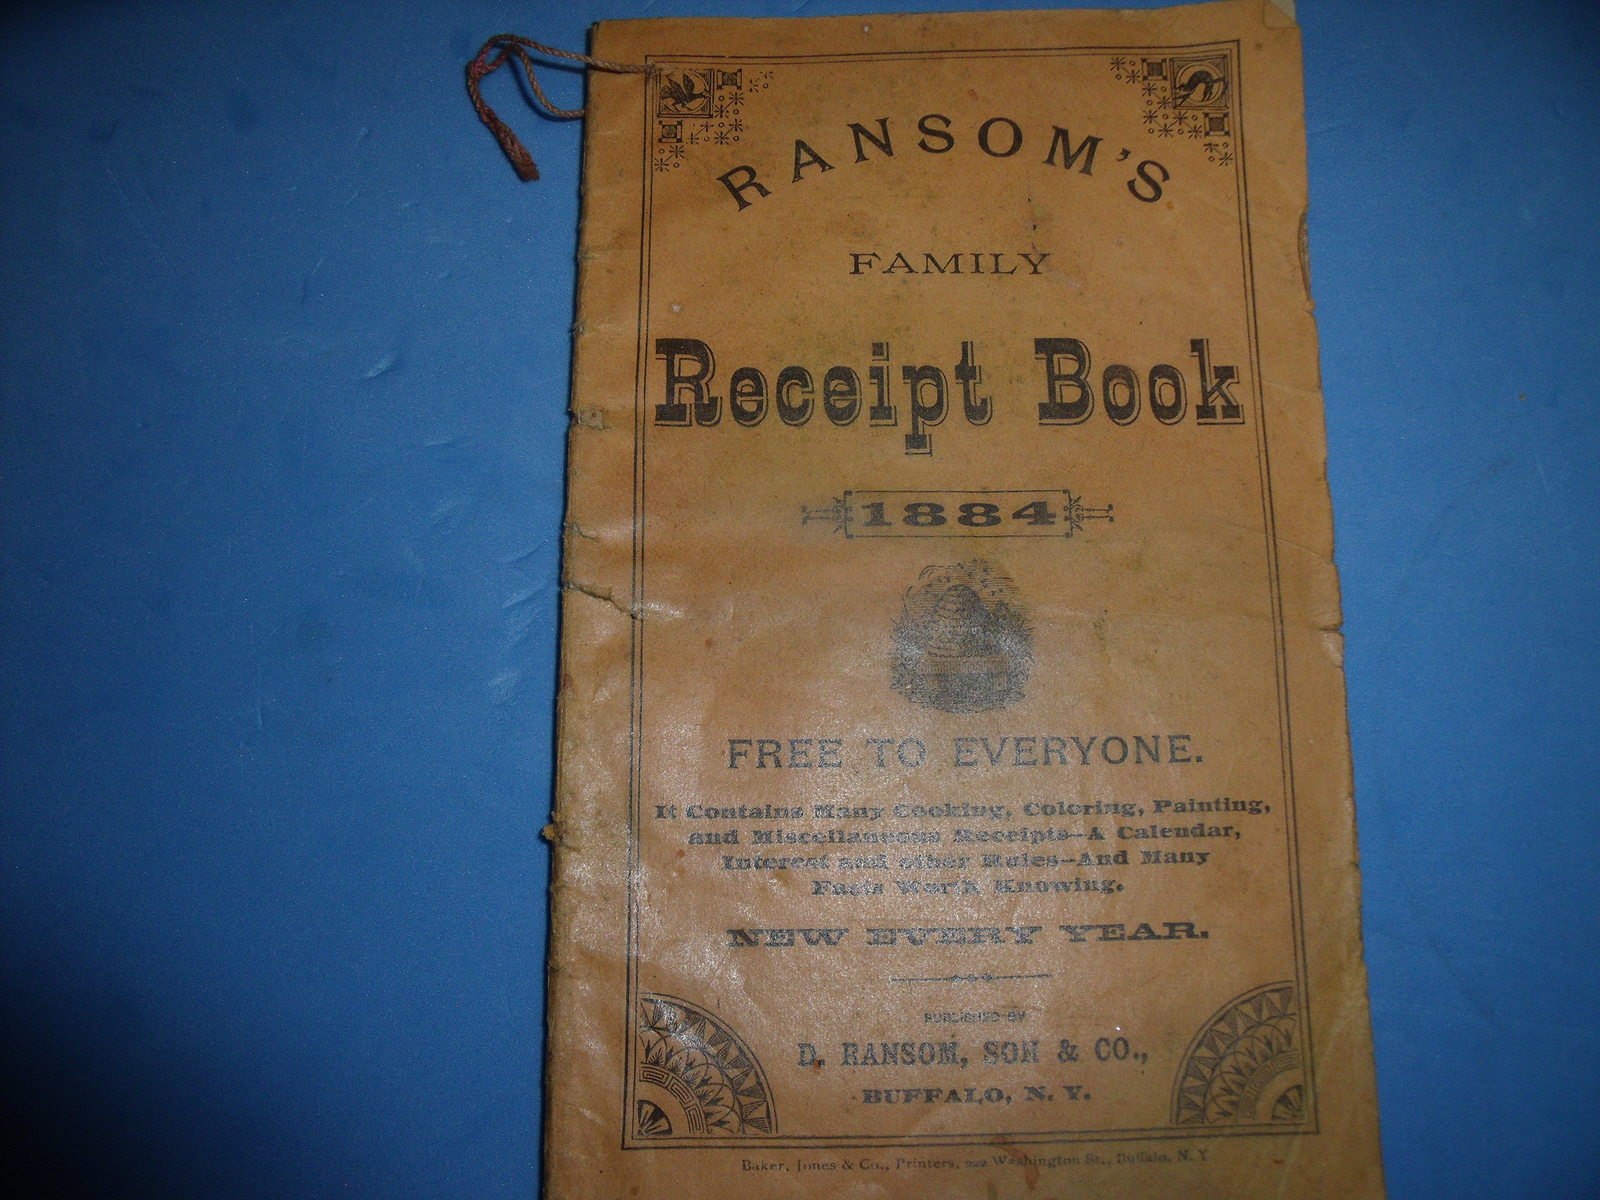 RANSOM'S
FAMILY
Receipt Book
1884
FREE TO EVERYONE.
It Contains Many Cooking, Coloring, Painting,
and Miscellaneous Receipts—A Calendar,
Interest and other Rules—And Many
Facts Worth Knowing.
NEW EVERY YEAR.
PUBLISHED BY
D. RANSOM, SON & CO.,
BUFFALO, N. Y.
Baker, Jones & Co., Printers, 222 Washington St., Buffalo, N. Y.